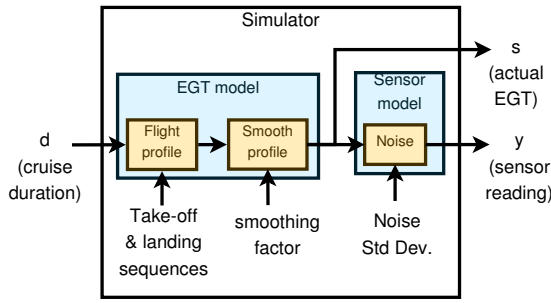 Simulator
s
(actual
EGT)
EGT model
Sensor
model
d
(cruise
duration)
Flight
profile
Smooth
profile
Noise
y
(sensor
reading)
Take-off
& landing
sequences
smoothing
factor
Noise
Std Dev.